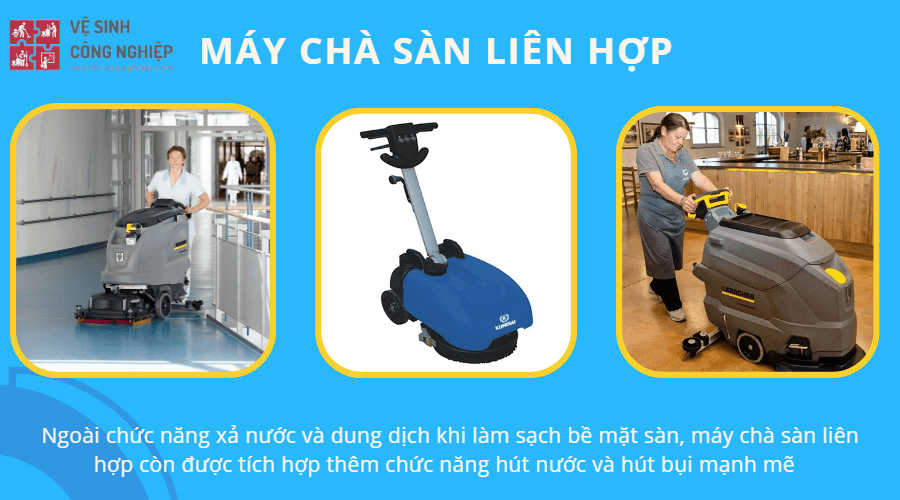 VỆ SINH
CÔNG NGHIỆP
MÁY CHÀ SÀN LIÊN HỢP
KUMISAI
KÄRCHER
Ngoài chức năng xả nước và dung dịch khi làm sạch bề mặt sàn, máy chà sàn liên
hợp còn được tích hợp thêm chức năng hút nước và hút bụi mạnh mẽ